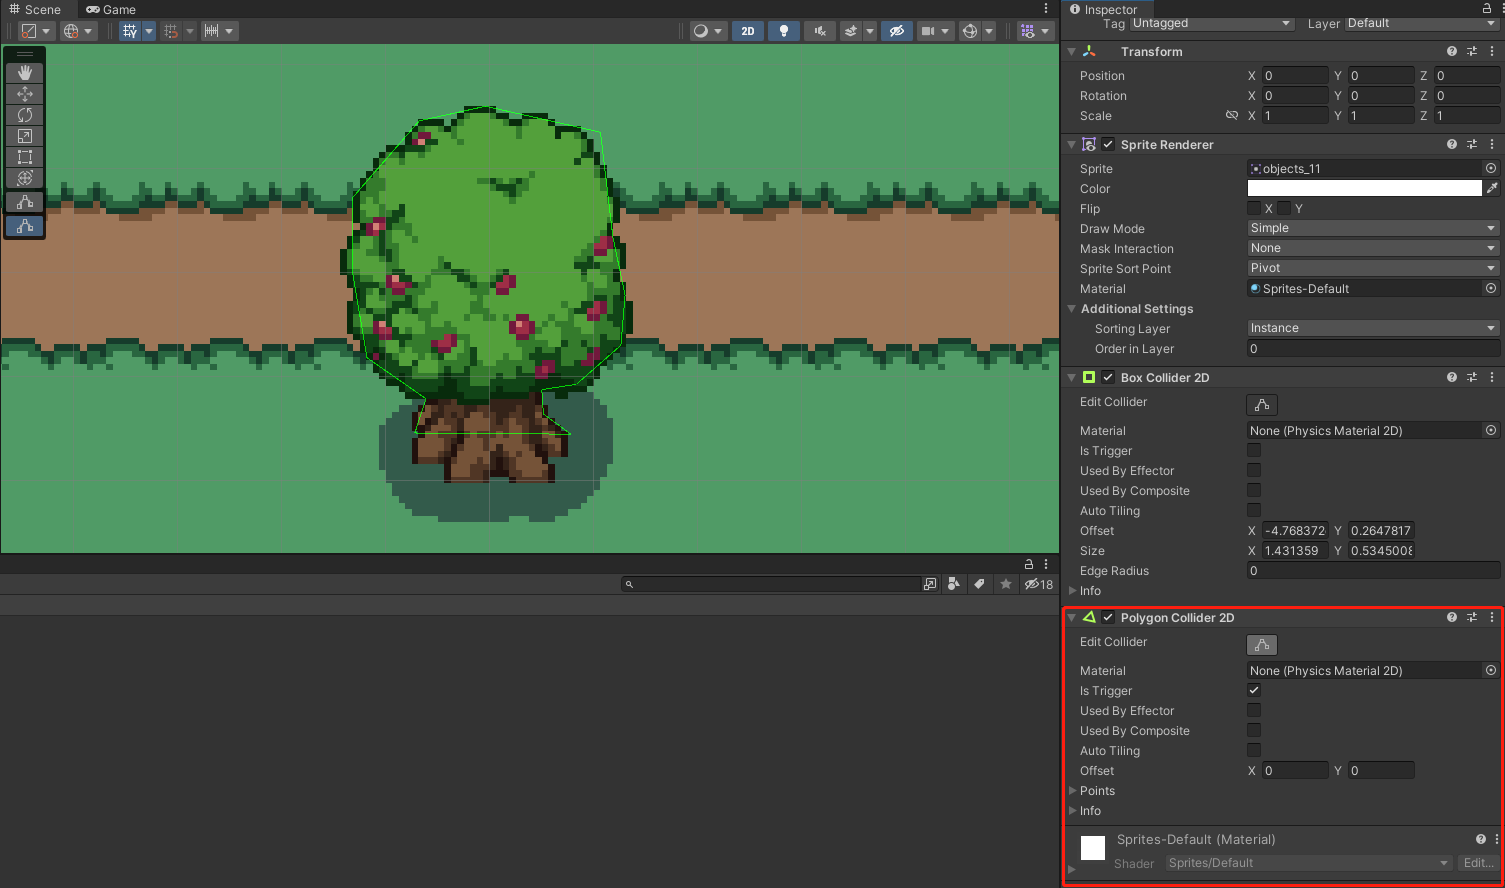 Scene Game
Inspector
Tag Untagged Layer Default
2D
Transform
Position X 0 Y 0 Z 0
Rotation X 0 Y 0 Z 0
Scale X 1 Y 1 Z 1
Sprite Renderer
Sprite objects_11
Color
Flip X Y
Draw Mode Simple
Mask Interaction None
Sprite Sort Point Pivot
Material Sprites-Default
Additional Settings
Sorting Layer Instance
Order in Layer 0
Box Collider 2D
Edit Collider
Material None (Physics Material 2D)
Is Trigger
Used By Effector
Used By Composite
Auto Tiling
Offset X -4.768372 Y 0.2647817
Size X 1.431359 Y 0.5345008
Edge Radius 0
Info
18
Polygon Collider 2D
Edit Collider
Material None (Physics Material 2D)
Is Trigger
Used By Effector
Used By Composite
Auto Tiling
Offset X 0 Y 0
Points
Info
Sprites-Default (Material)
Shader Sprites/Default Edit...